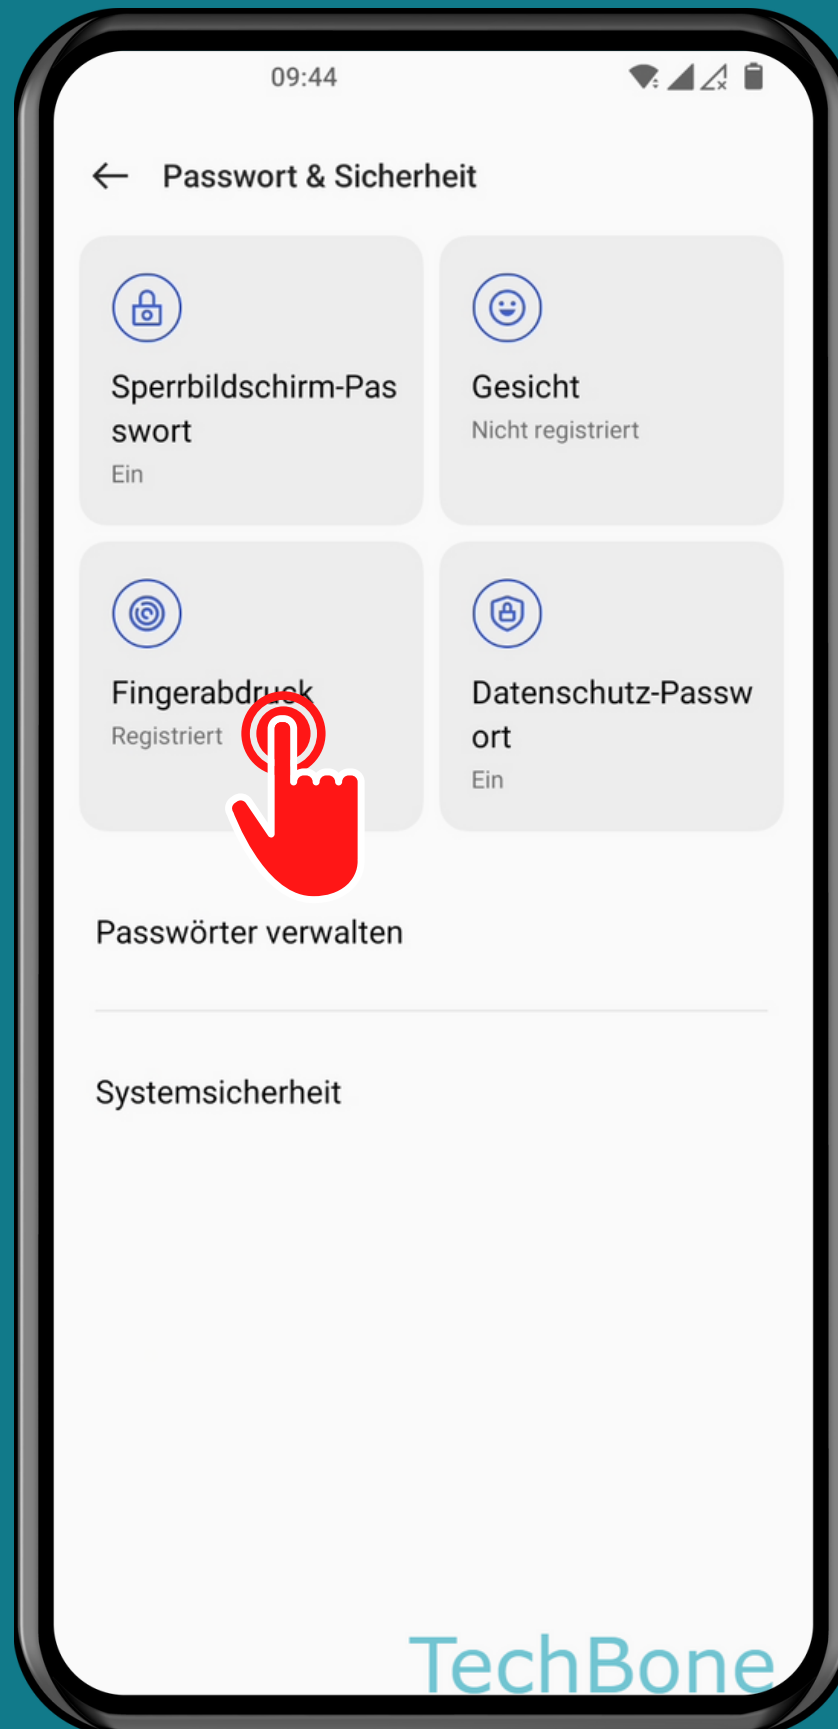 09:44
Passwort & Sicherheit
Sperrbildschirm-Pas
swort
Ein
Gesicht
Nicht registriert
Fingerabdruck
Registriert
Datenschutz-Passw
ort
Ein
Passwörter verwalten
Systemsicherheit
TechBone